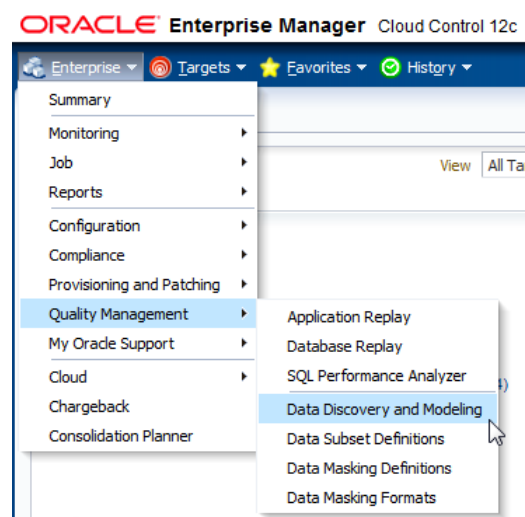 ORACLE Enterprise Manager Cloud Control 12c
Enterprise Targets Favorites History
Summary
Monitoring
Job
View All
Reports
Configuration
Compliance
Provisioning and Patching
Quality Management
Application Replay
My Oracle Support
Database Replay
Cloud
SQL Performance Analyzer
Chargeback
Data Discovery and Modeling
Consolidation Planner
Data Subset Definitions
Data Masking Definitions
Data Masking Formats